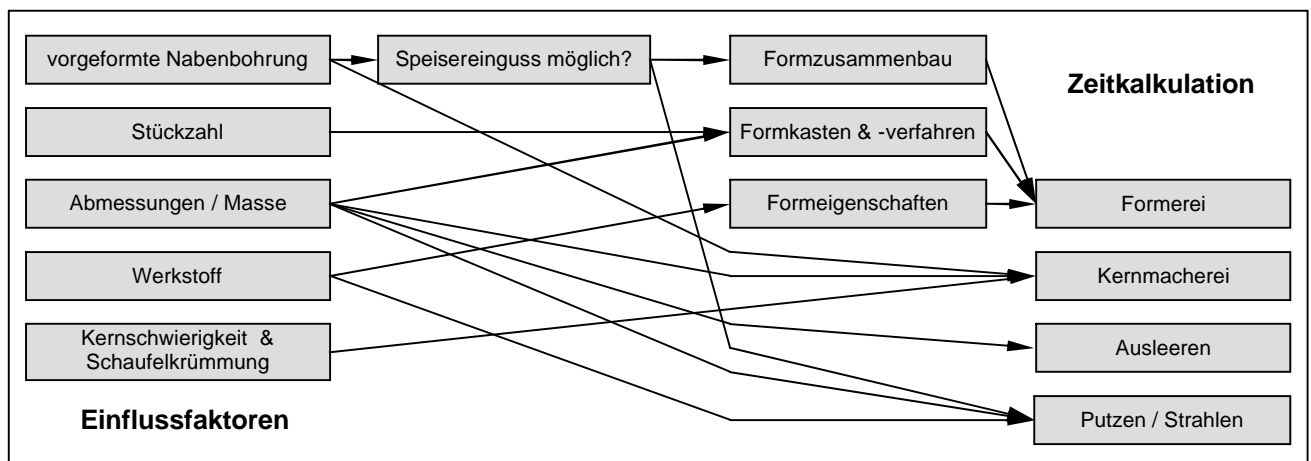 vorgeformte Nabenbohrung
Speisereinguss möglich?
Formzusammenbau
Zeitkalkulation
Stückzahl
Formkasten & -verfahren
Abmessungen / Masse
Formeigenschaften
Formerei
Werkstoff
Kernmacherei
Kernschwierigkeit &
Schaufelkrümmung
Ausleeren
Einflussfaktoren
Putzen / Strahlen